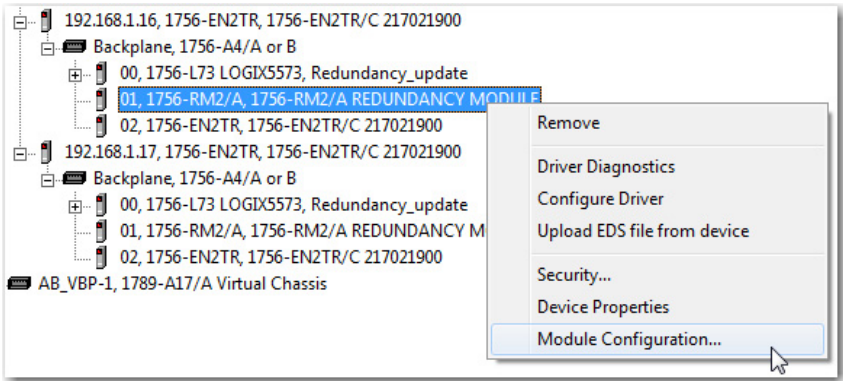 192.168.1.16, 1756-EN2TR, 1756-EN2TR/C 217021900
Backplane, 1756-A4/A or B
00, 1756-L73 LOGIX5573, Redundancy_update
01, 1756-RM2/A, 1756-RM2/A REDUNDANCY MODULE
02, 1756-EN2TR, 1756-EN2TR/C 217021900
192.168.1.17, 1756-EN2TR, 1756-EN2TR/C 217021900
Backplane, 1756-A4/A or B
00, 1756-L73 LOGIX5573, Redundancy_update
01, 1756-RM2/A, 1756-RM2/A REDUNDANCY M
02, 1756-EN2TR, 1756-EN2TR/C 217021900
AB_VBP-1, 1789-A17/A Virtual Chassis
Remove
Driver Diagnostics
Configure Driver
Upload EDS file from device
Security...
Device Properties
Module Configuration...